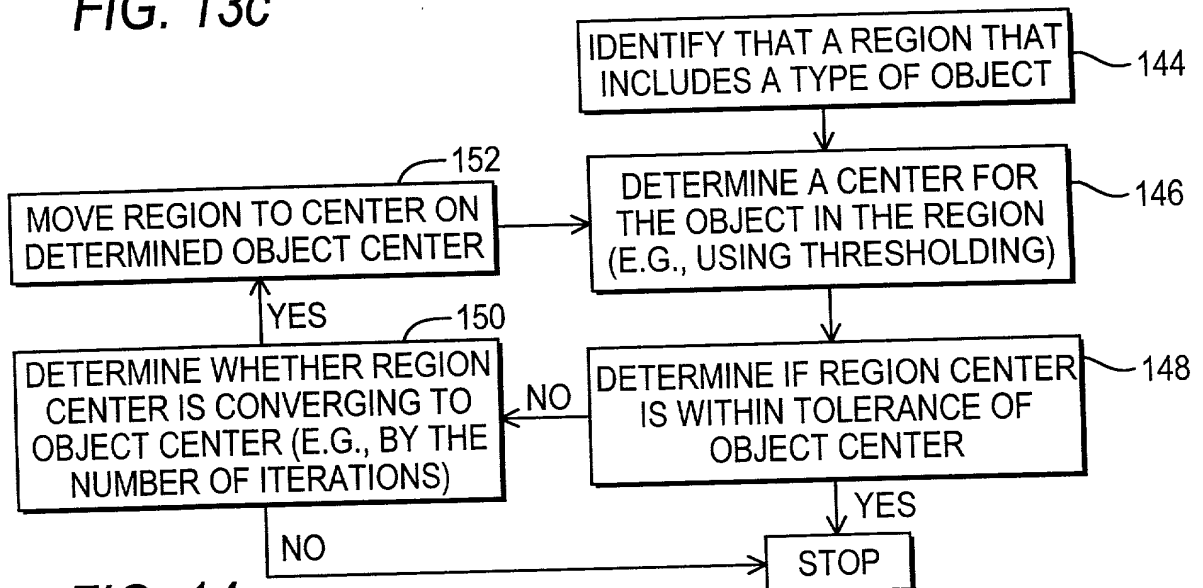 FIG. 13c
IDENTIFY THAT A REGION THAT
INCLUDES A TYPE OF OBJECT
144
152
MOVE REGION TO CENTER ON
DETERMINED OBJECT CENTER
DETERMINE A CENTER FOR
THE OBJECT IN THE REGION
(E.G., USING THRESHOLDING)
146
YES
150
DETERMINE WHETHER REGION
CENTER IS CONVERGING TO
OBJECT CENTER (E.G., BY THE
NUMBER OF ITERATIONS)
NO
DETERMINE IF REGION CENTER
IS WITHIN TOLERANCE OF
OBJECT CENTER
148
YES
NO
STOP